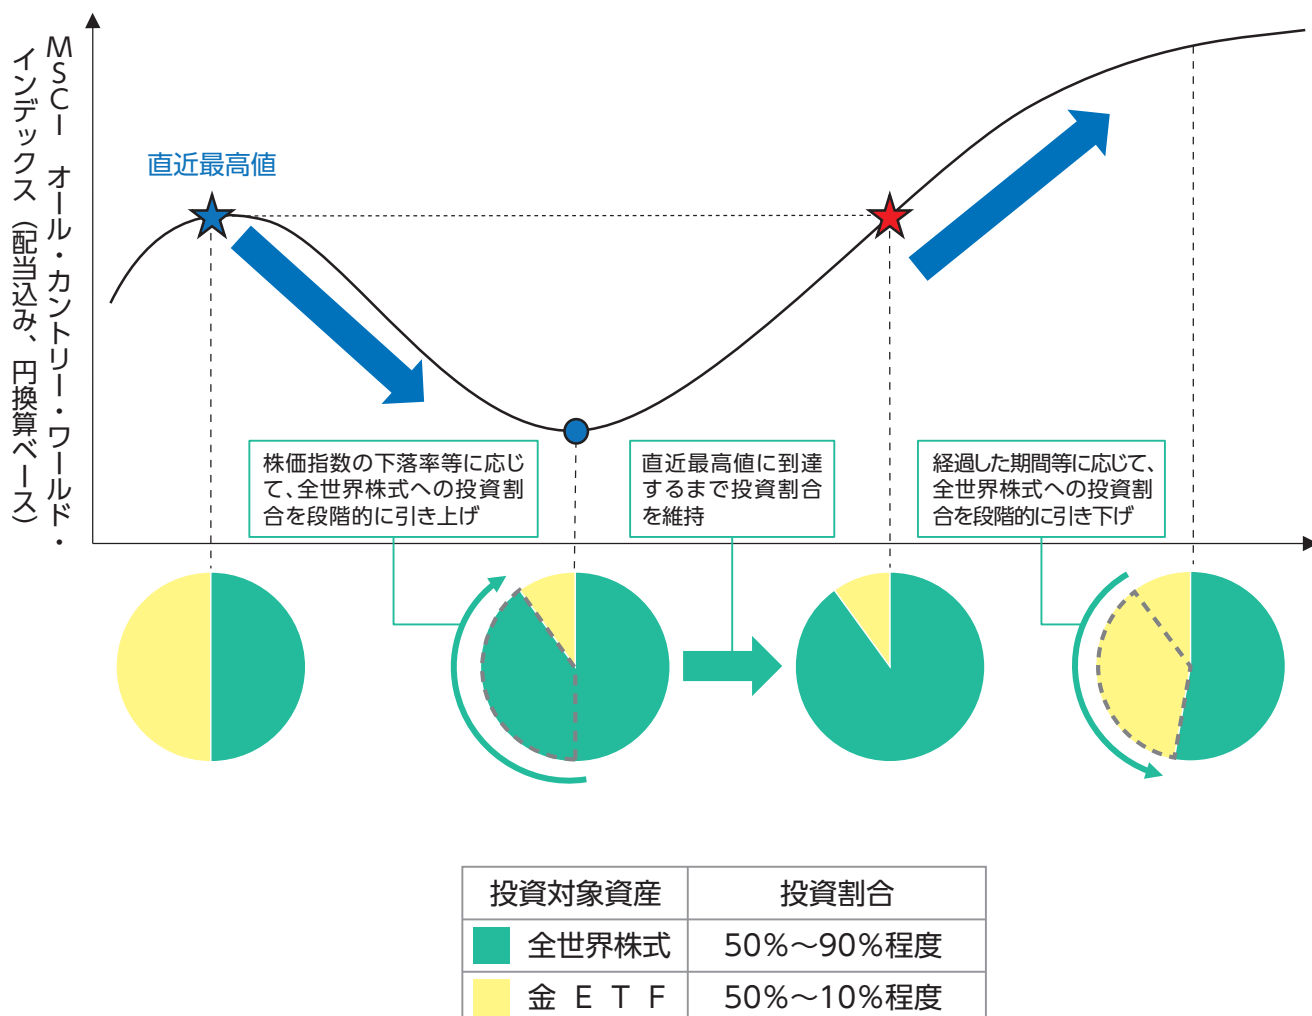 MSCI オール・カントリー・ワールド・
インデックス（配当込み、円換算ベース）
直近最高値
株価指数の下落率等に応じ
て、全世界株式への投資割
合を段階的に引き上げ
直近最高値に到達
するまで投資割合
を維持
経過した期間等に応じて、
全世界株式への投資割
合を段階的に引き下げ
投資対象資産 投資割合
全世界株式 50%～90%程度
金ETF 50%～10%程度